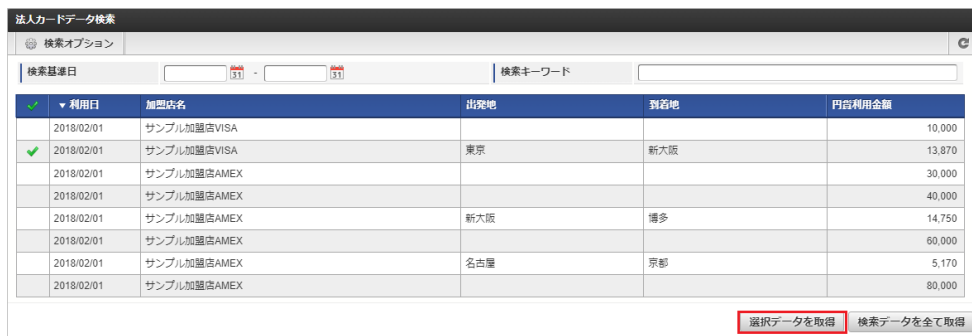 法人カードデータ検索
検索オプション
検索基準日 31 - 31 検索キーワード
▼ 利用日 加盟店名 出発地 到着地 円貨利用金額
2018/02/01 サンプル加盟店VISA 10,000
2018/02/01 サンプル加盟店VISA 東京 新大阪 13,870
2018/02/01 サンプル加盟店AMEX 30,000
2018/02/01 サンプル加盟店AMEX 40,000
2018/02/01 サンプル加盟店AMEX 新大阪 博多 14,750
2018/02/01 サンプル加盟店AMEX 60,000
2018/02/01 サンプル加盟店AMEX 名古屋 京都 5,170
2018/02/01 サンプル加盟店AMEX 80,000
選択データを取得 検索データを全て取得